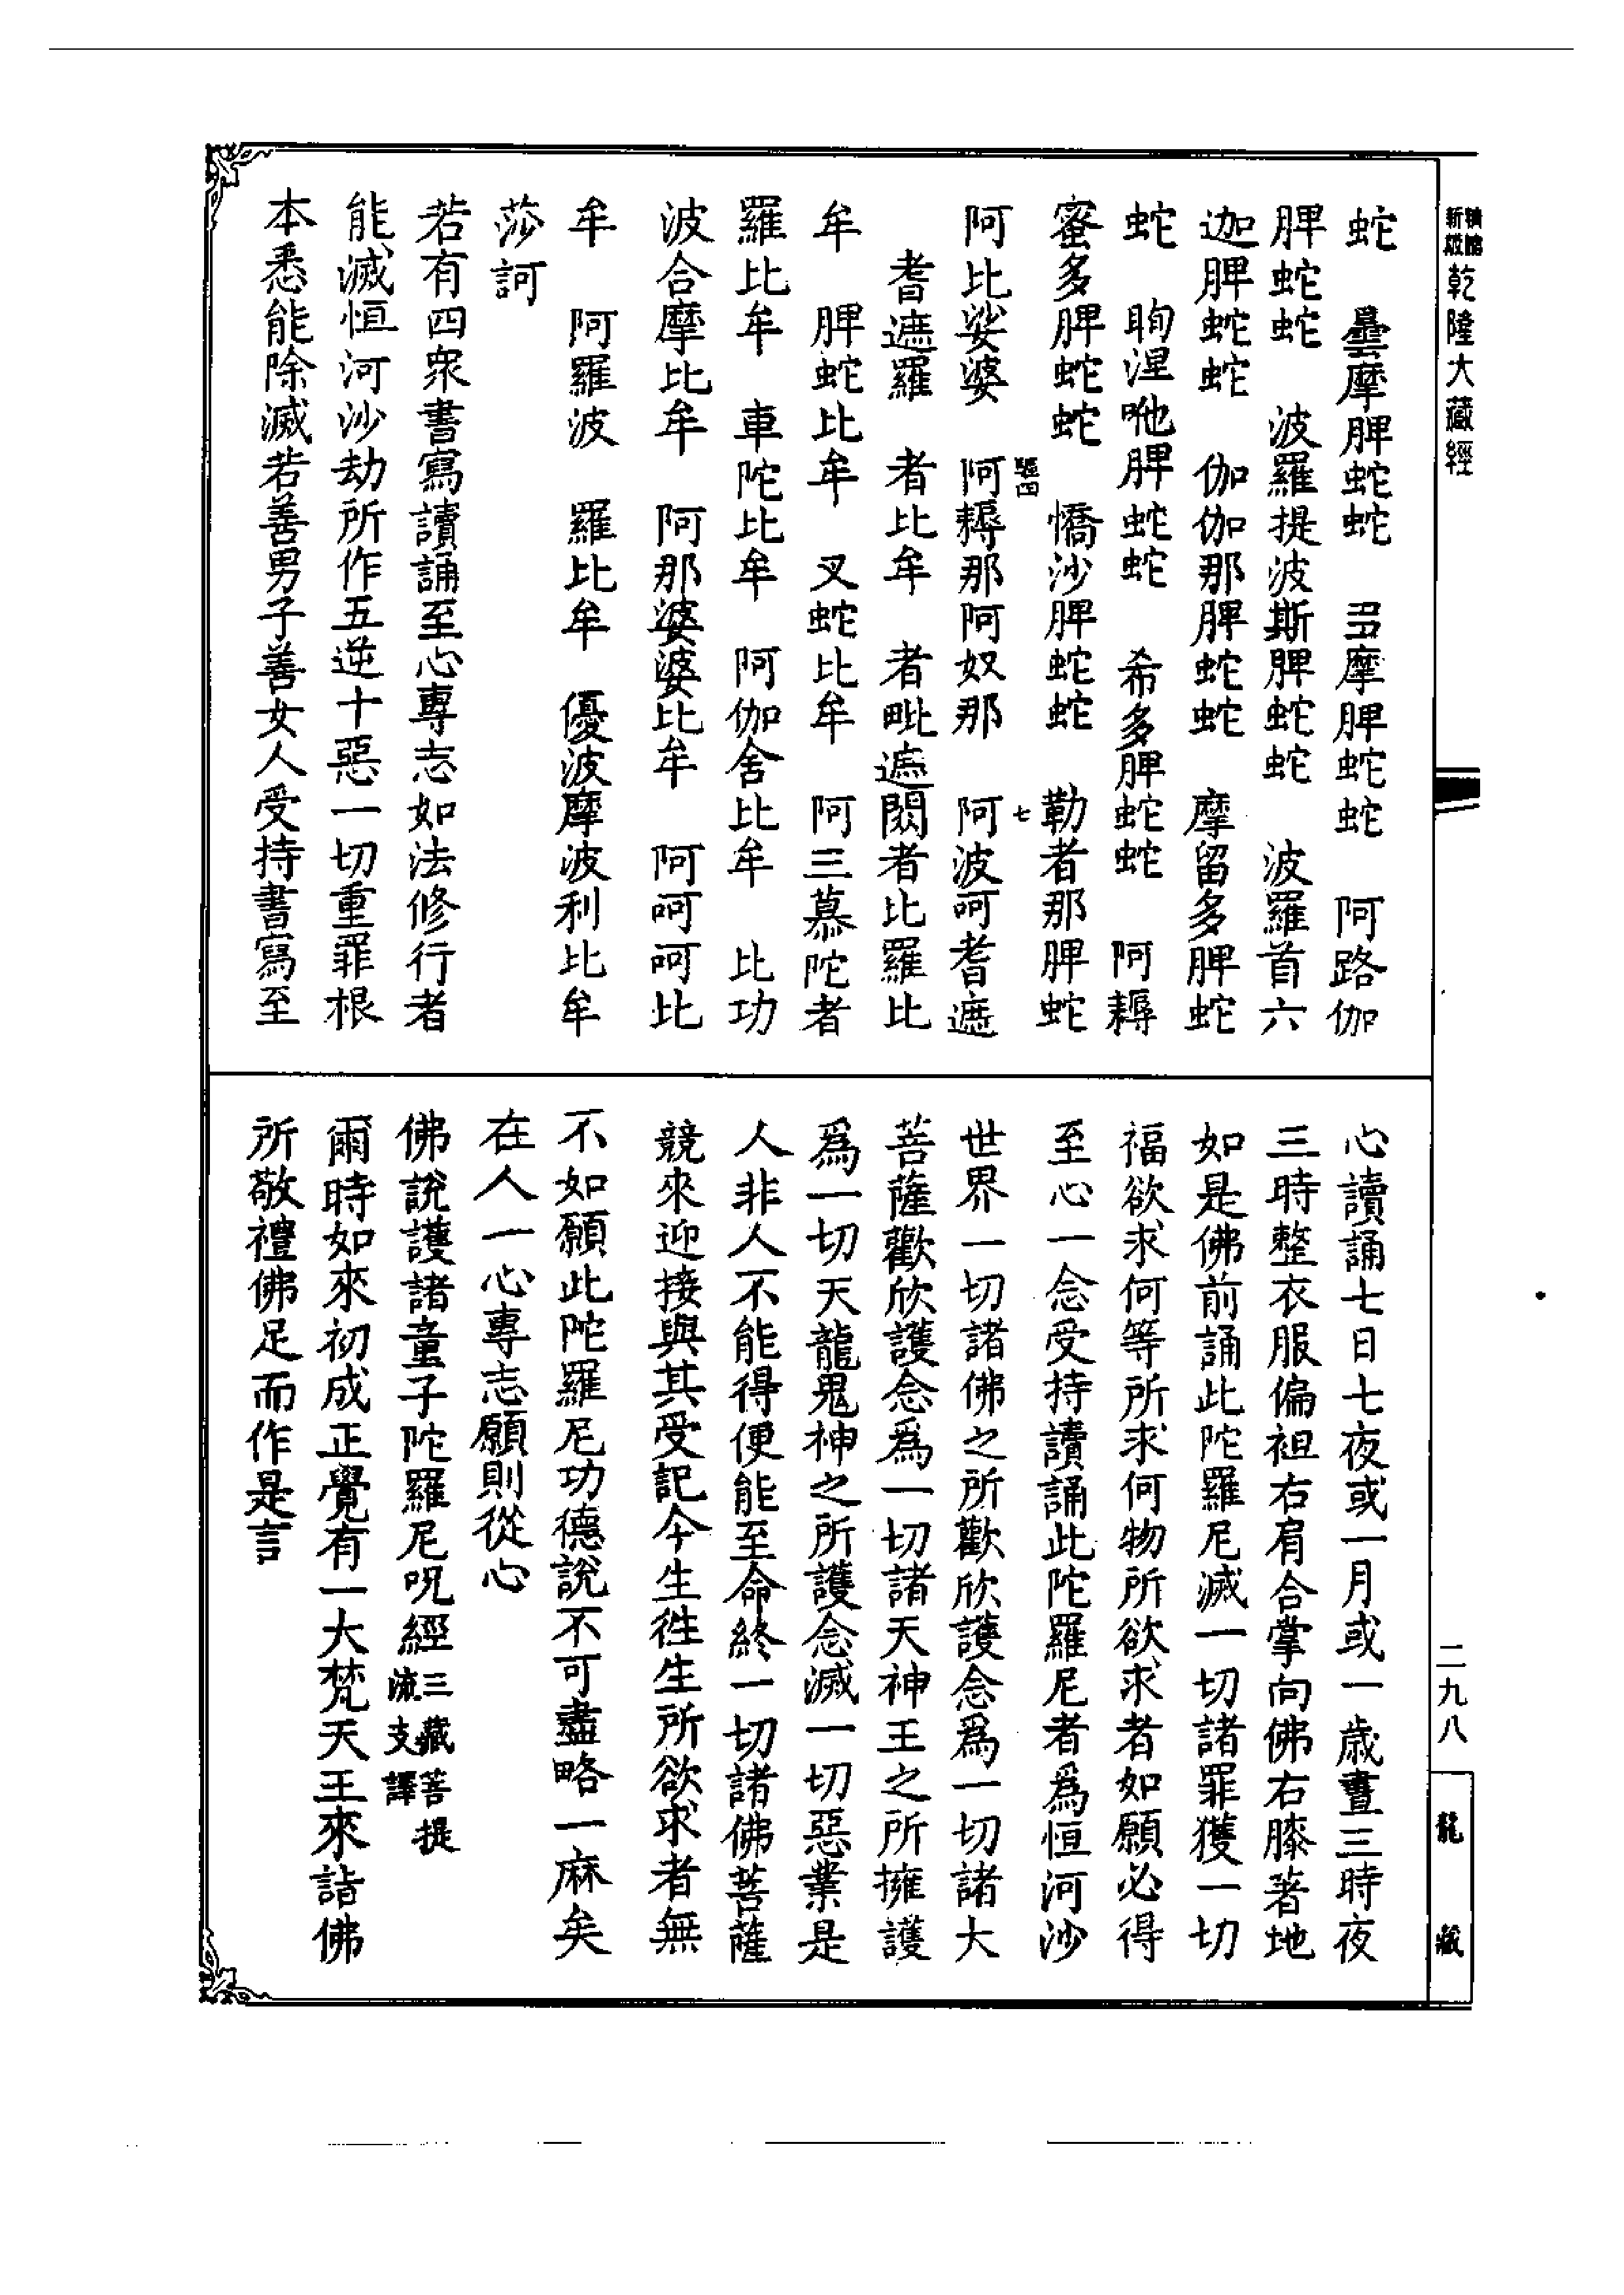 新編縮本乾隆大藏經
蛇 曇摩脾蛇蛇 多摩脾蛇蛇 阿路伽
脾蛇蛇 波羅提波斯脾蛇蛇 波羅首六
迦脾蛇蛇 伽伽那脾蛇蛇 摩留多脾蛇
蛇 眴涅吔脾蛇蛇 希多脾蛇蛇 阿耨
蜜多脾蛇蛇 憍沙脾蛇蛇 勒者那脾蛇
七
阿比娑婆 阿耨那阿奴那 阿波呵耆遮
耆遮羅 者比牟 者毗遮閦者比羅比
牟 脾蛇比牟 叉蛇比牟 阿三慕陀者
羅比牟 車陀比牟 阿伽舍比牟 比功
波合摩比牟 阿那婆婆比牟 阿呵呵比
牟 阿羅波 羅比牟 優波摩波利比牟
莎訶
若有四衆書寫讀誦至心專志如法修行者
能滅恒河沙劫所作五逆十惡一切重罪根
本悉能除滅若善男子善女人受持書寫至
心讀誦七日七夜或一月或一歲晝三時夜
三時整衣服偏袒右肩合掌向佛右膝著地
如是佛前誦此陀羅尼滅一切諸罪獲一切
福欲求何等所求何物所欲求者如願必得
至心一念受持讀誦此陀羅尼者爲恒河沙
世界一切諸佛之所歡欣護念爲一切諸大
菩薩歡欣護念爲一切諸天神王之所擁護
爲一切天龍鬼神之所護念滅一切惡業是
人非人不能得便能至命終一切諸佛菩薩
競來迎接與其受記今生徃生所欲求者無
不如願此陀羅尼功德說不可盡略一麻矣
在人一心專志願則從心
佛說護諸童子陀羅尼呪經三藏菩提流支譯
爾時如來初成正覺有一大梵天王來詣佛
所敬禮佛足而作是言
二九八
龍藏